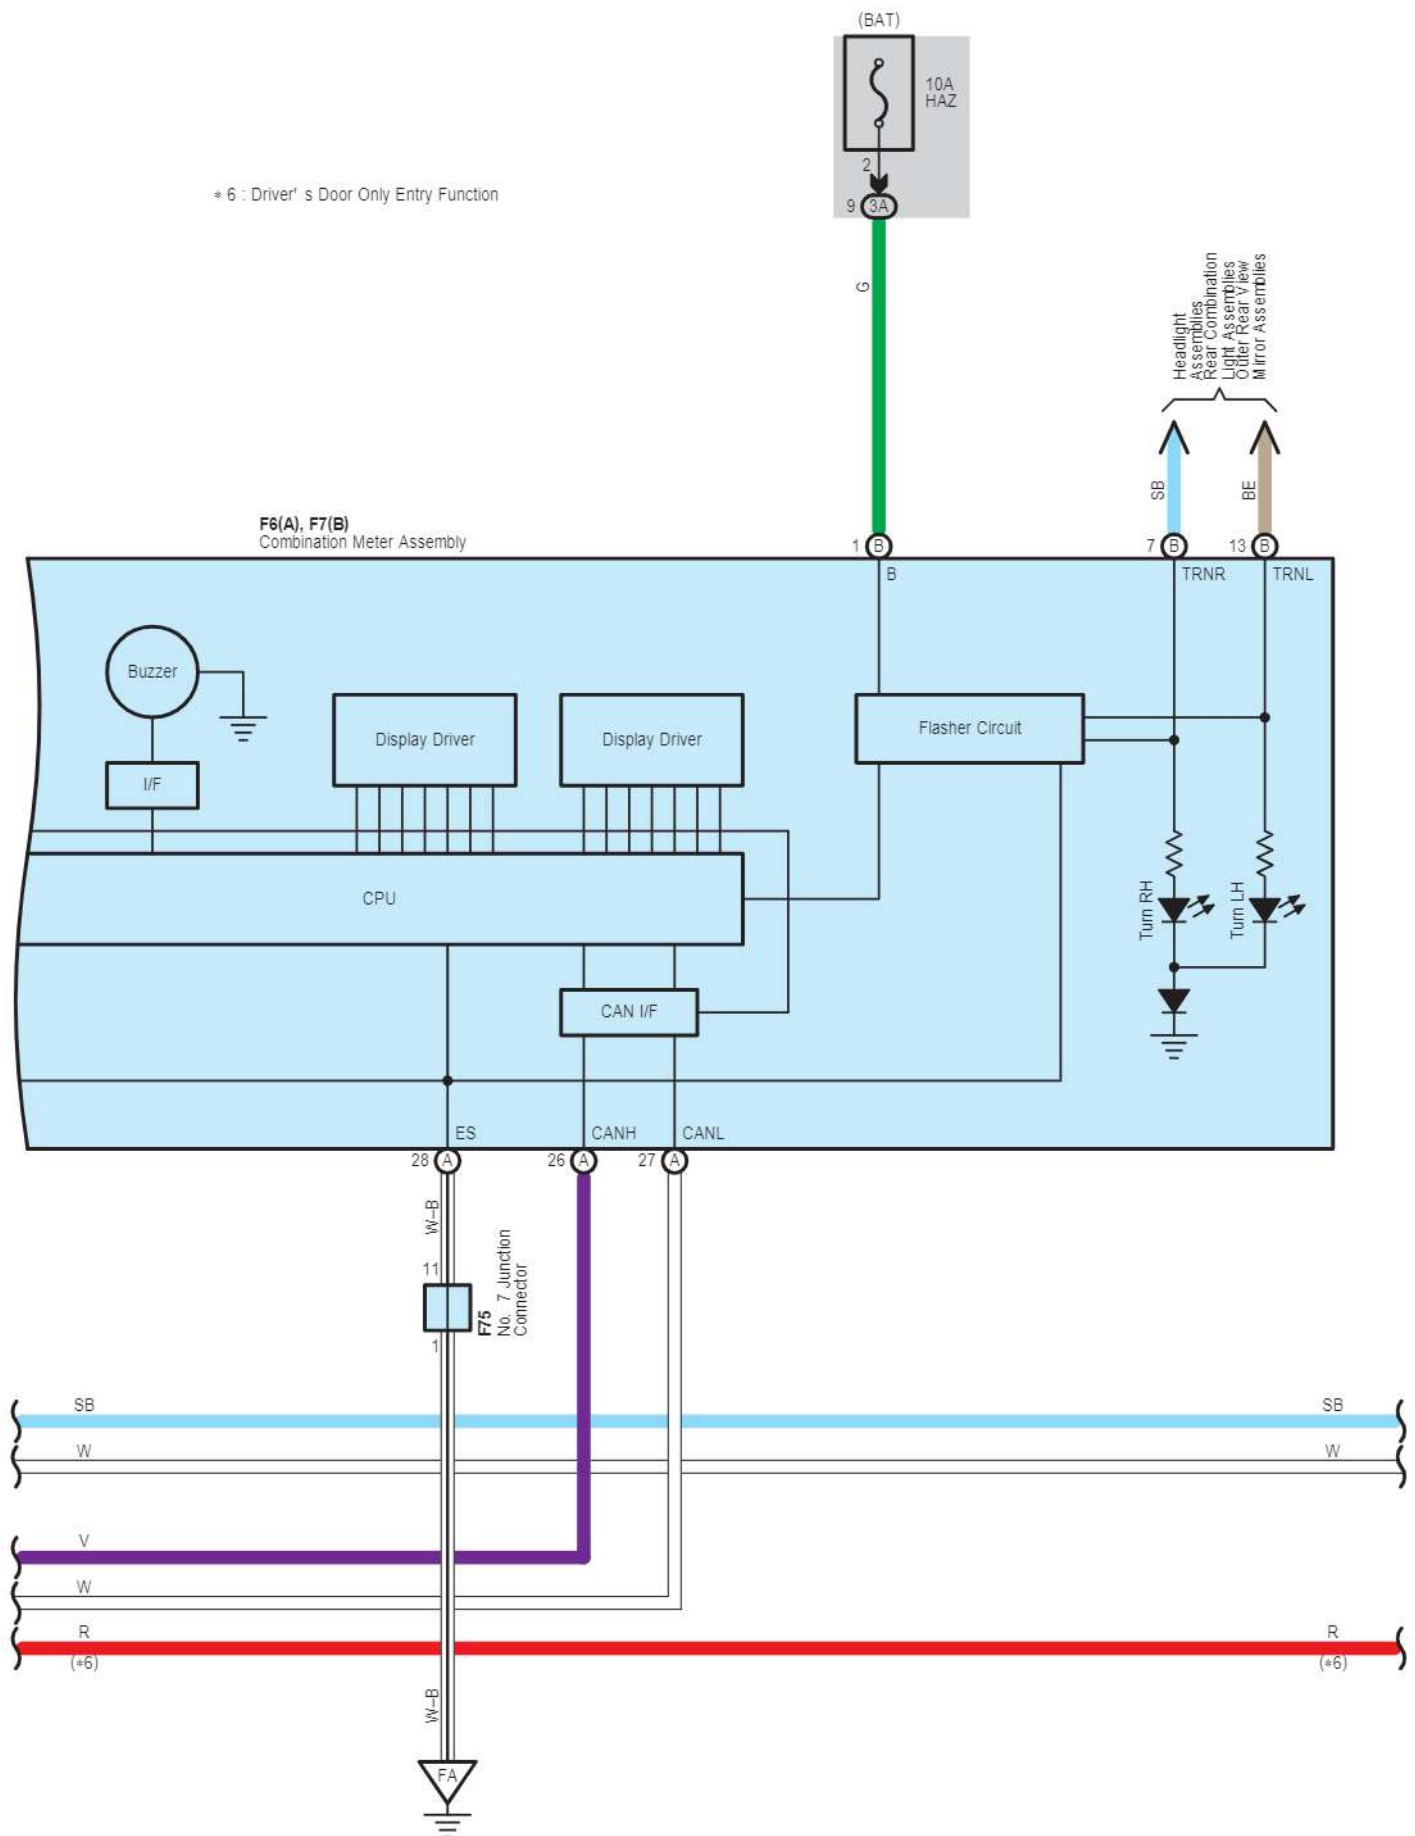 (BAT)
10A
HAZ
2
9 3A
∗ 6 : Driver' s Door Only Entry Function
G
Headlight
Assemblies
Rear Combination
Light Assemblies
Outer Rear View
Mirror Assemblies
SB
BE
F6(A), F7(B)
Combination Meter Assembly
1 B
7 B
13 B
B
TRNR
TRNL
Buzzer
Display Driver
Display Driver
Flasher Circuit
I/F
CPU
Turn RH
Turn LH
CAN I/F
ES
CANH
CANL
28 A
26 A
27 A
W–B
11
F75
No. 7 Junction
Connector
1
SB
SB
W
W
V
W
R
R
(∗6)
(∗6)
W–B
FA